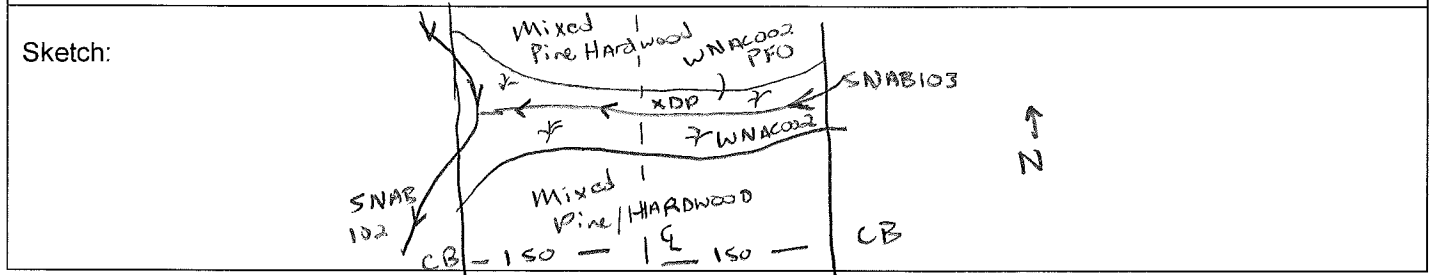 Sketch:
Mixed
Pine Hardwood
WNAC002
PFO
SNAB103
xDP
WNAC002
N
Mixed
Pine/HARDWOOD
SNAB
102
CB - 150 - ℄ - 150 - CB